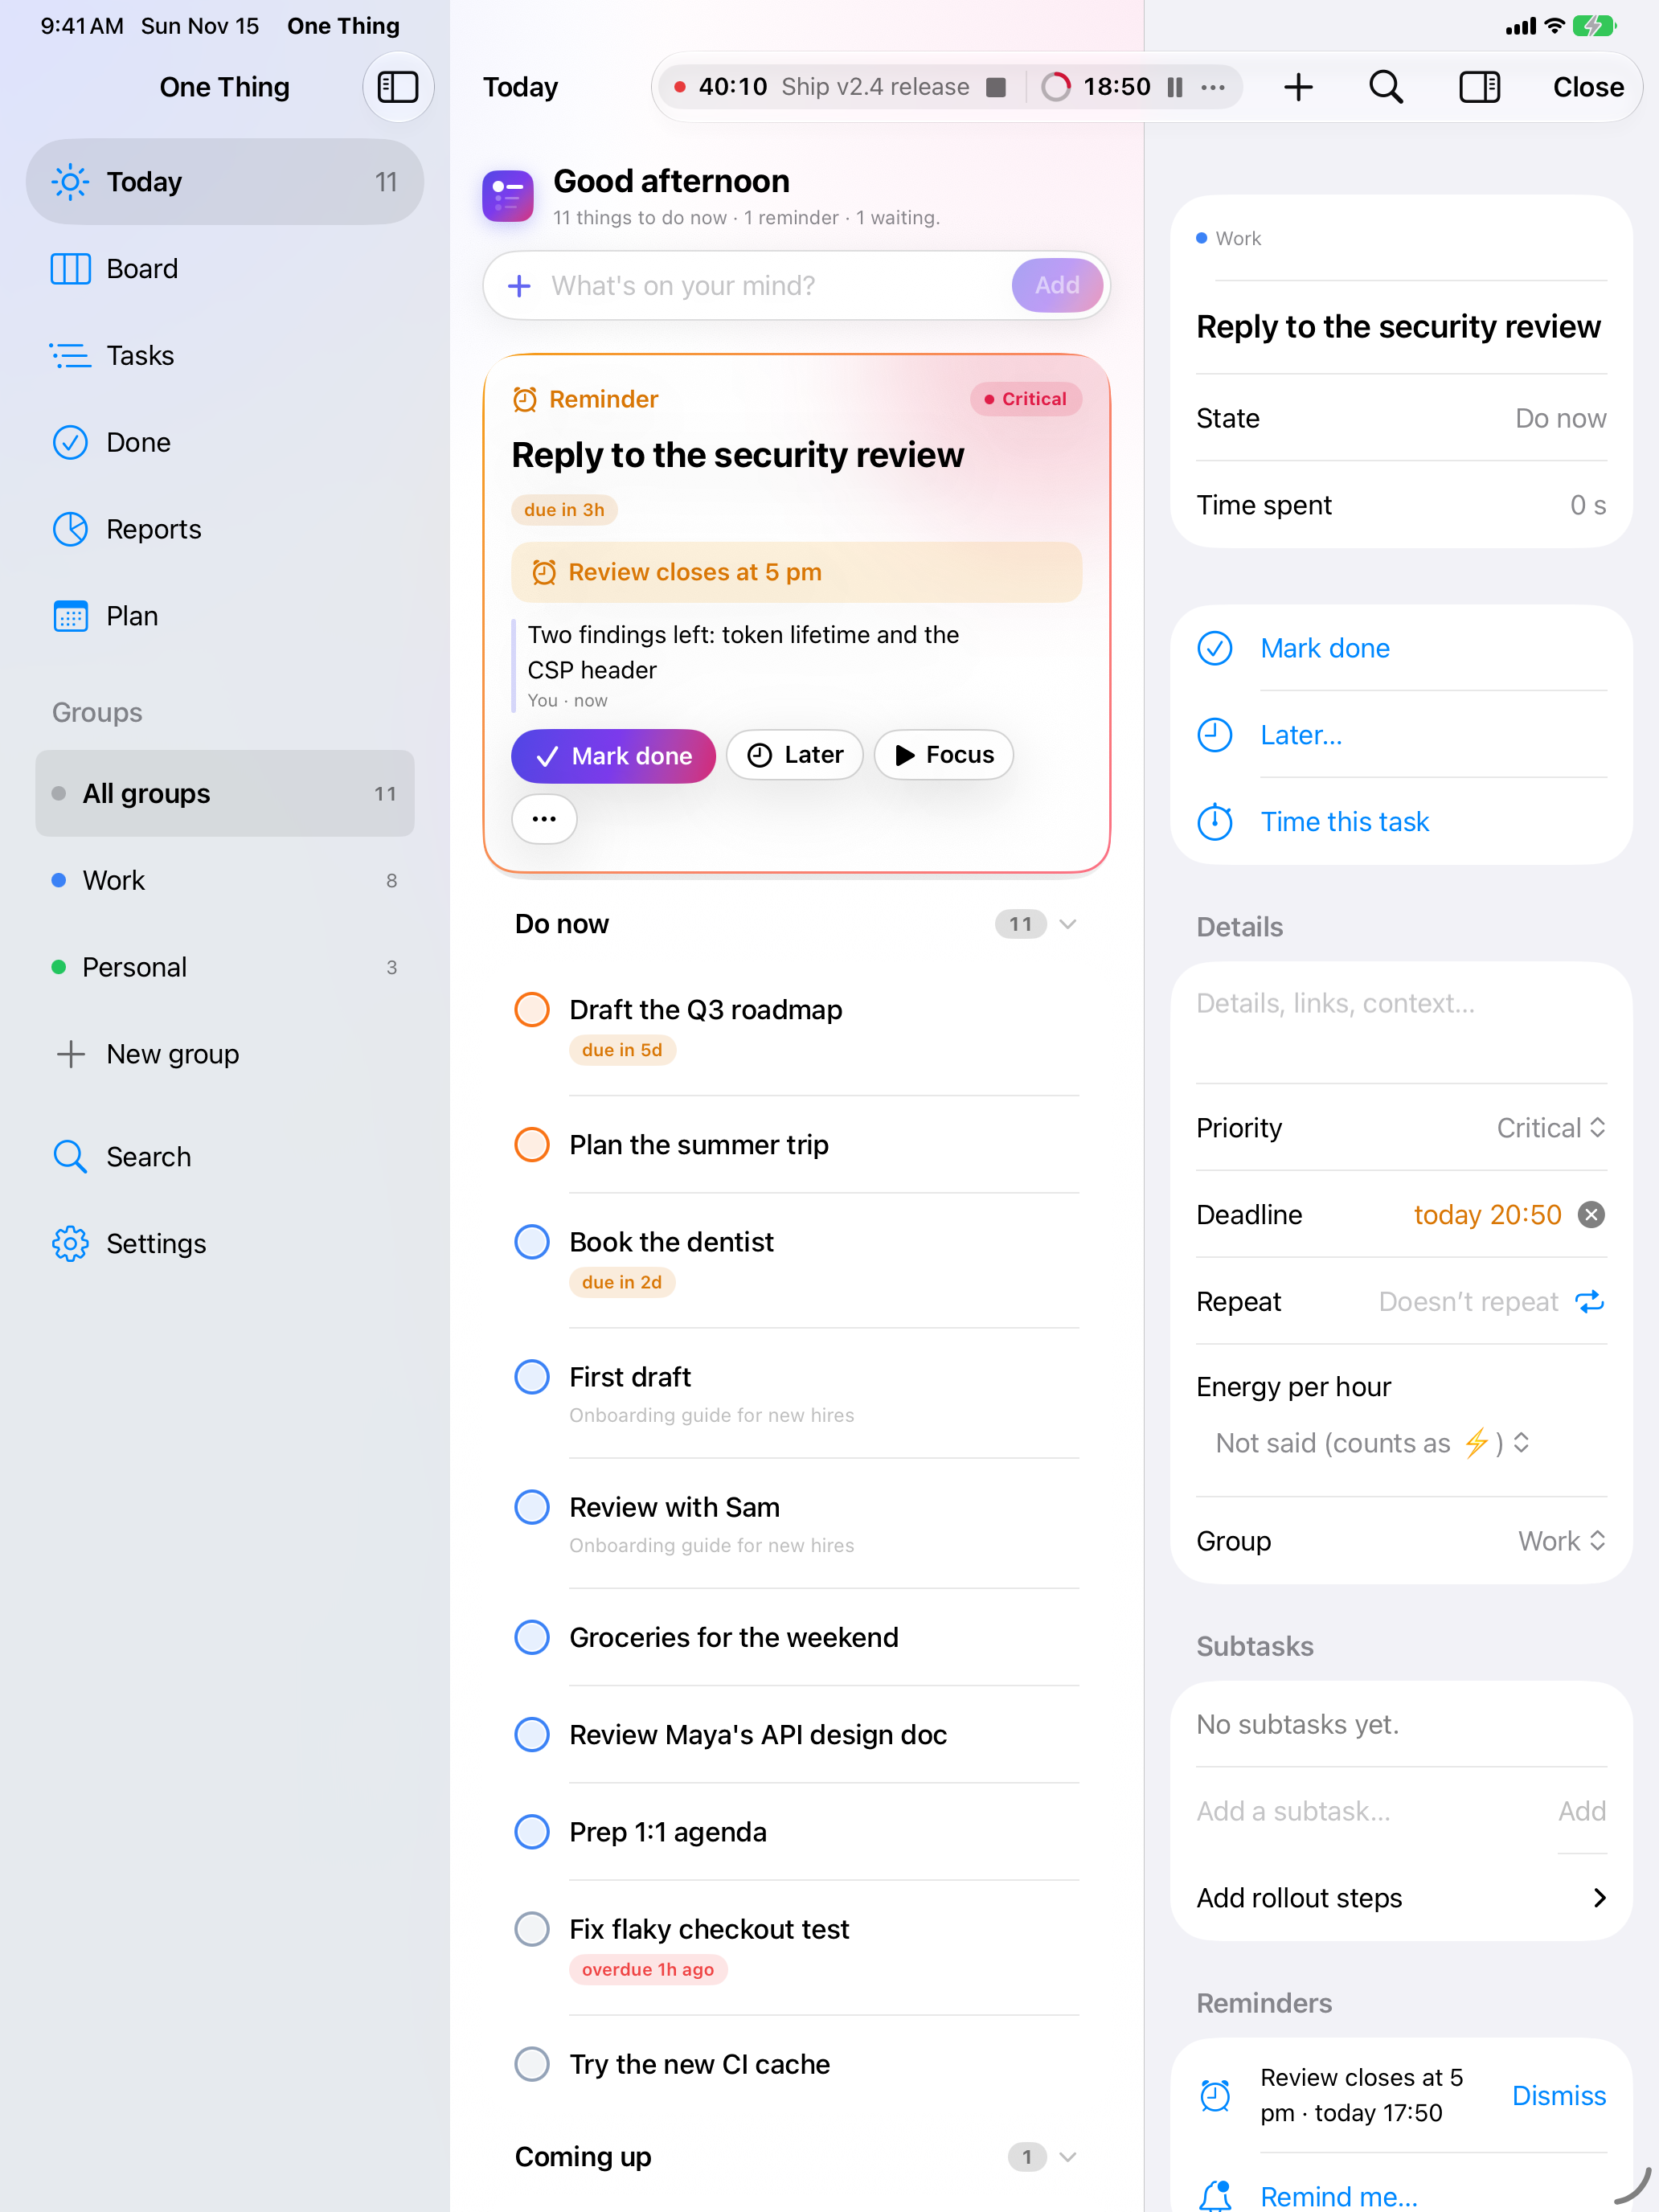 9:41 AM Sun Nov 15 One Thing
One Thing
Today 11
Board
Tasks
Done
Reports
Plan
Groups
All groups 11
Work 8
Personal 3
New group
Search
Settings
Today
40:10 Ship v2.4 release 18:50
Close
Good afternoon
11 things to do now · 1 reminder · 1 waiting.
What's on your mind? Add
Reminder Critical
Reply to the security review
due in 3h
Review closes at 5 pm
Two findings left: token lifetime and the
CSP header
You · now
Mark done Later Focus
Do now 11
Draft the Q3 roadmap
due in 5d
Plan the summer trip
Book the dentist
due in 2d
First draft
Onboarding guide for new hires
Review with Sam
Onboarding guide for new hires
Groceries for the weekend
Review Maya's API design doc
Prep 1:1 agenda
Fix flaky checkout test
overdue 1h ago
Try the new CI cache
Coming up 1
Work
Reply to the security review
State Do now
Time spent 0 s
Mark done
Later...
Time this task
Details
Details, links, context...
Priority Critical
Deadline today 20:50
Repeat Doesn’t repeat
Energy per hour
Not said (counts as ⚡)
Group Work
Subtasks
No subtasks yet.
Add a subtask... Add
Add rollout steps
Reminders
Review closes at 5
pm · today 17:50
Dismiss
Remind me...